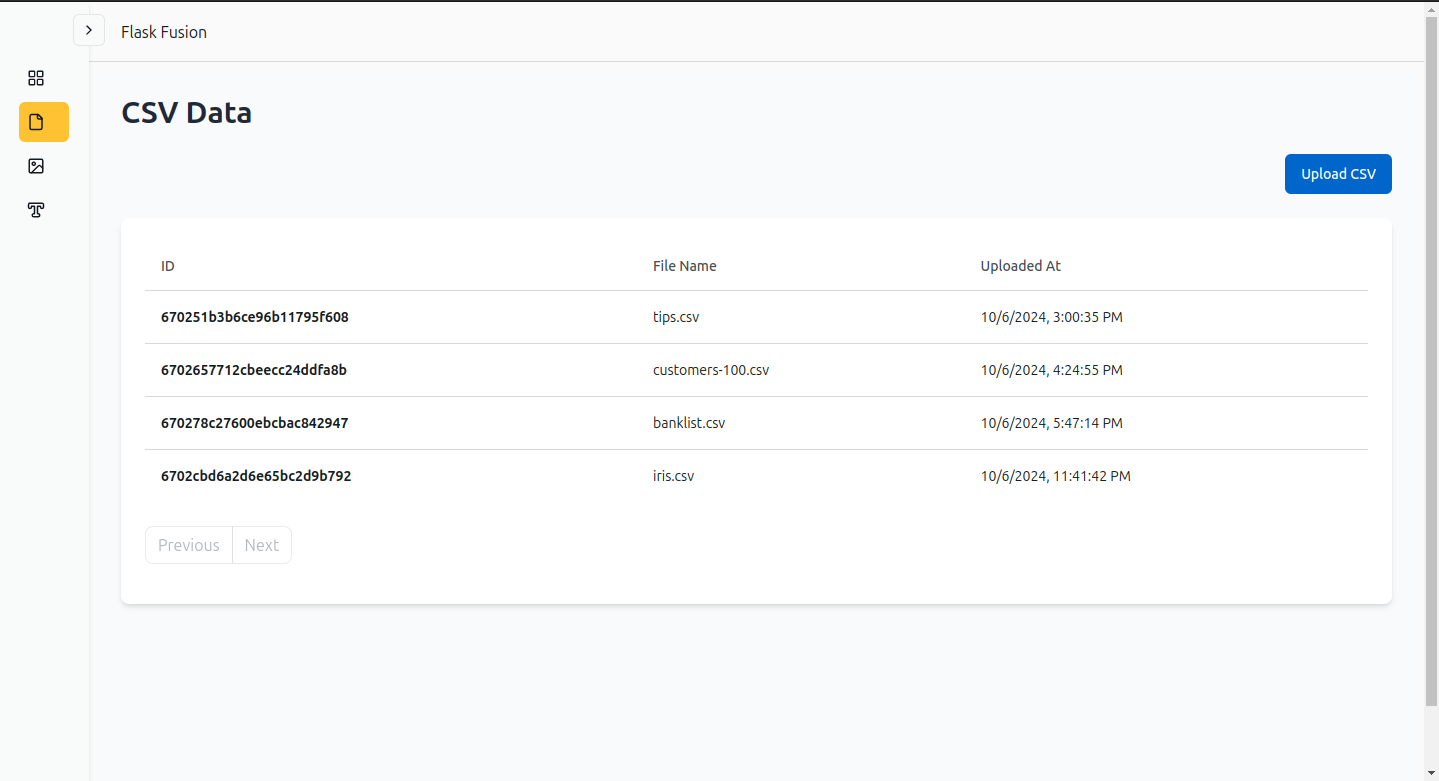 Flask Fusion
CSV Data
Upload CSV
ID File Name Uploaded At
670251b3b6ce96b11795f608 tips.csv 10/6/2024, 3:00:35 PM
6702657712cbeecc24ddfa8b customers-100.csv 10/6/2024, 4:24:55 PM
670278c27600ebcbac842947 banklist.csv 10/6/2024, 5:47:14 PM
6702cbd6a2d6e65bc2d9b792 iris.csv 10/6/2024, 11:41:42 PM
Previous Next